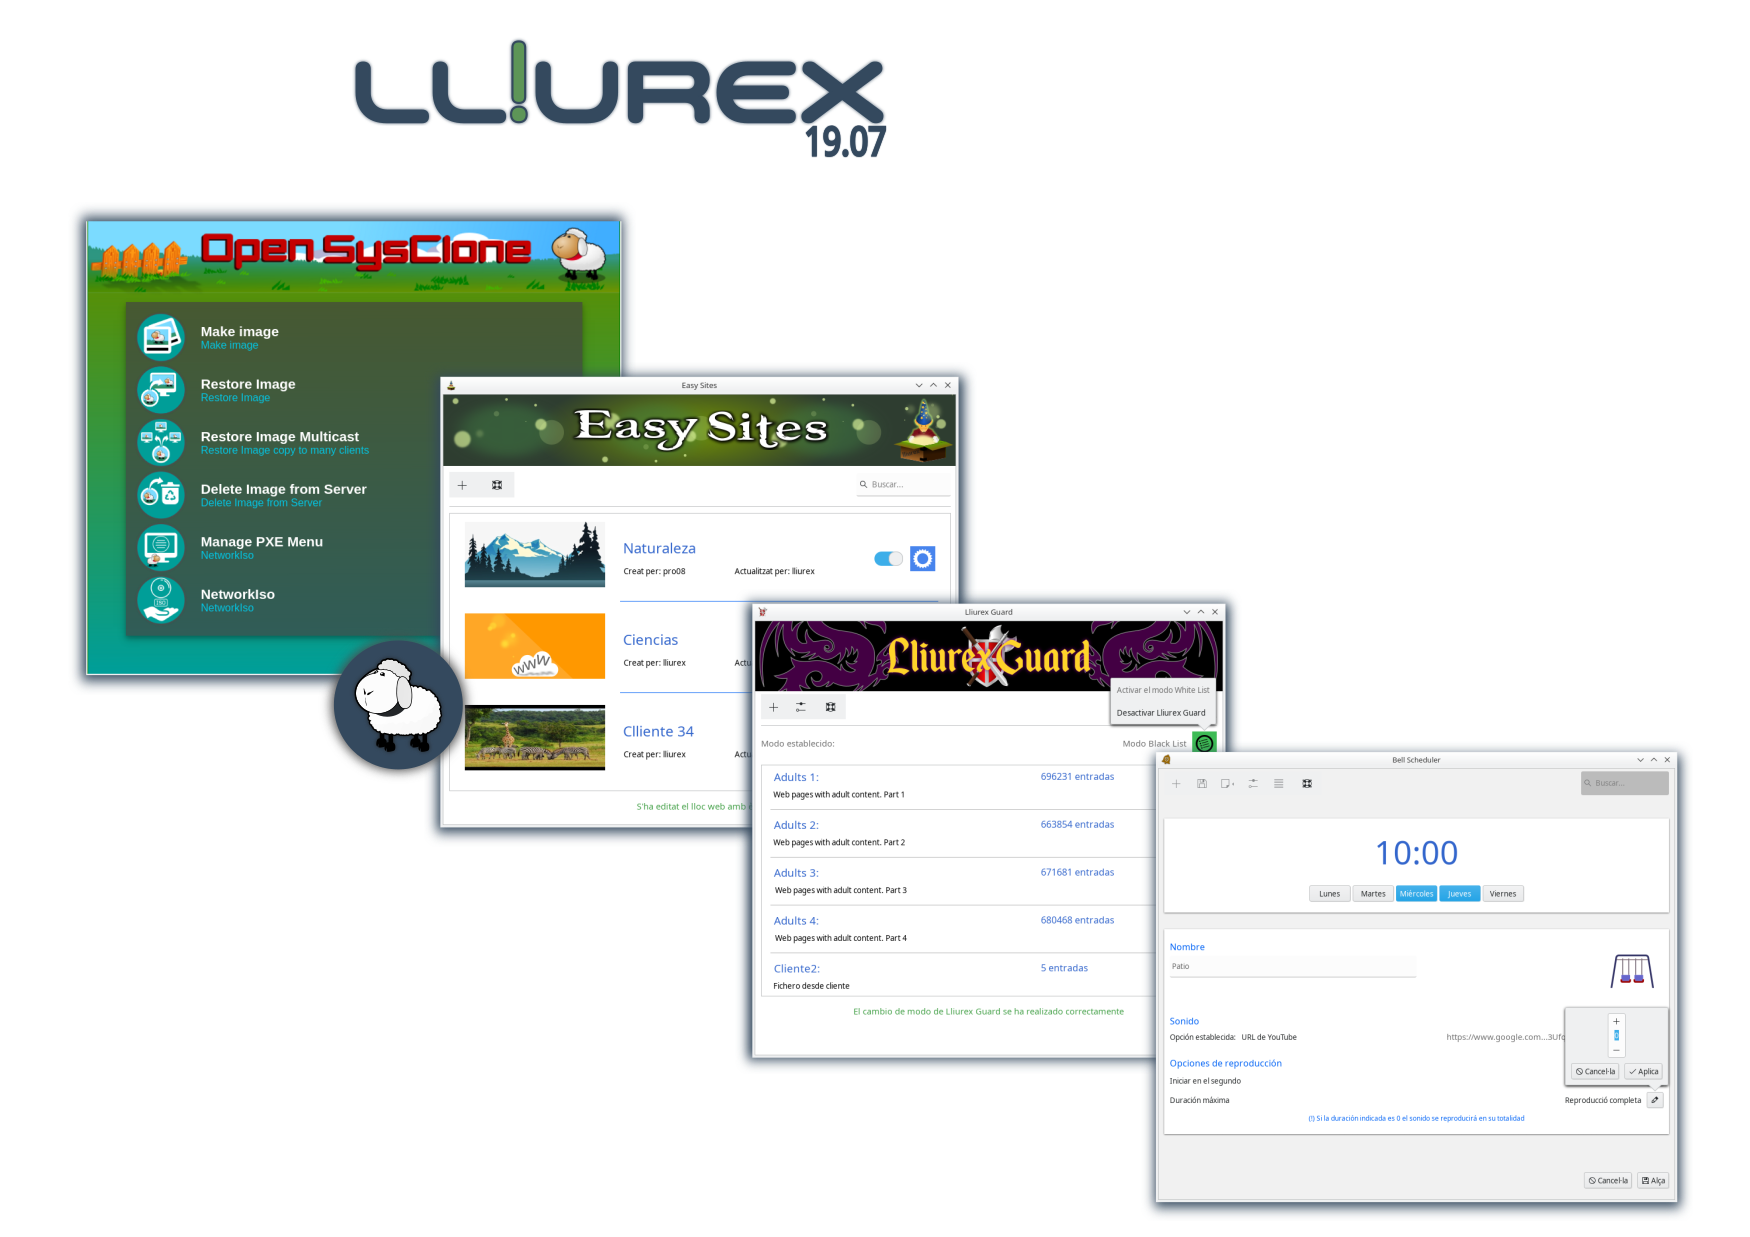 LL!UREX
19.07
Open SysClone
Make image
Make image
Restore Image
Restore Image
Restore Image Multicast
Restore Image copy to many clients
Delete Image from Server
Delete Image from Server
Manage PXE Menu
NetworkIso
ISO
NetworkIso
NetworkIso
Easy Sites
Easy Sites
Buscar...
Naturaleza
Creat per: pro08 Actualitzat per: lliurex
www
Ciencias
Creat per: lliurex Actu
Clliente 34
Creat per: lliurex Actu
S'ha editat el lloc web amb
Lliurex Guard
LliurexGuard
Activar el modo White List
Desactivar Lliurex Guard
Modo establecido: Modo Black List
Adults 1: 696231 entradas
Web pages with adult content. Part 1
Adults 2: 663854 entradas
Web pages with adult content. Part 2
Adults 3: 671681 entradas
Web pages with adult content. Part 3
Adults 4: 680468 entradas
Web pages with adult content. Part 4
Cliente2: 5 entradas
Fichero desde cliente
El cambio de modo de Lliurex Guard se ha realizado correctamente
Bell Scheduler
Buscar...
10:00
Lunes Martes Miércoles Jueves Viernes
Nombre
Patio
Sonido
Opción establecida: URL de YouTube https://www.google.com...3Ufc
Opciones de reproducción
Iniciar en el segundo
Duración máxima Reproducció completa
+
0
−
Cancel·la Aplica
(!) Si la duración indicada es 0 el sonido se reproducirá en su totalidad
Cancel·la Alça